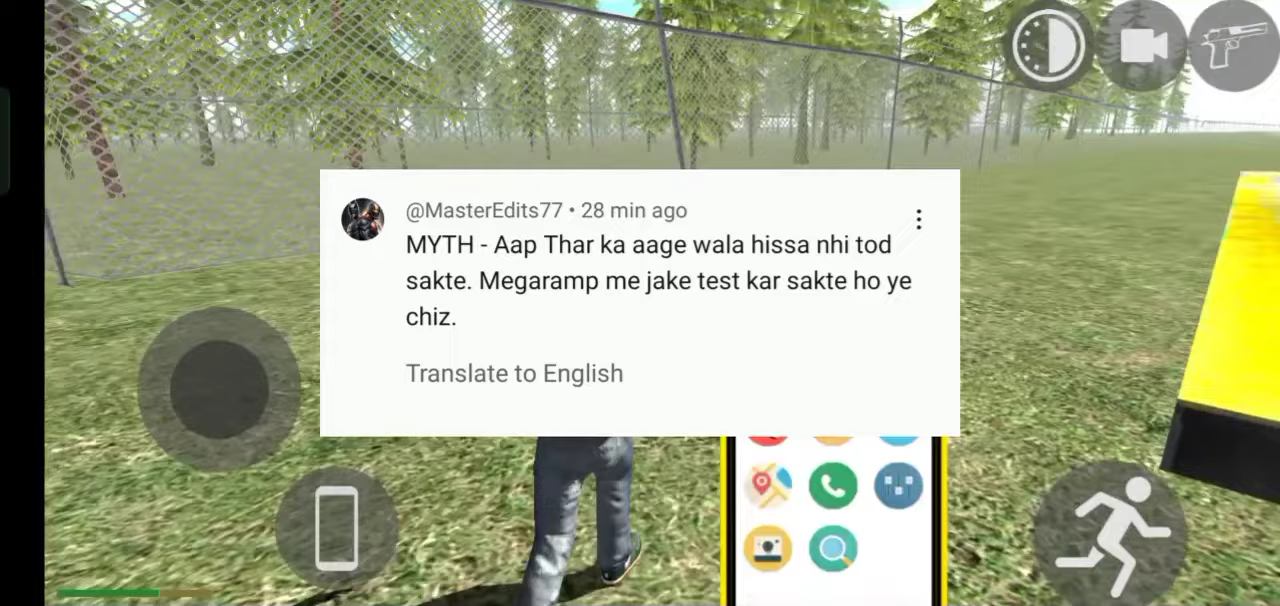 @MasterEdits77 • 28 min ago
MYTH - Aap Thar ka aage wala hissa nhi tod
sakte. Megaramp me jake test kar sakte ho ye
chiz.
Translate to English